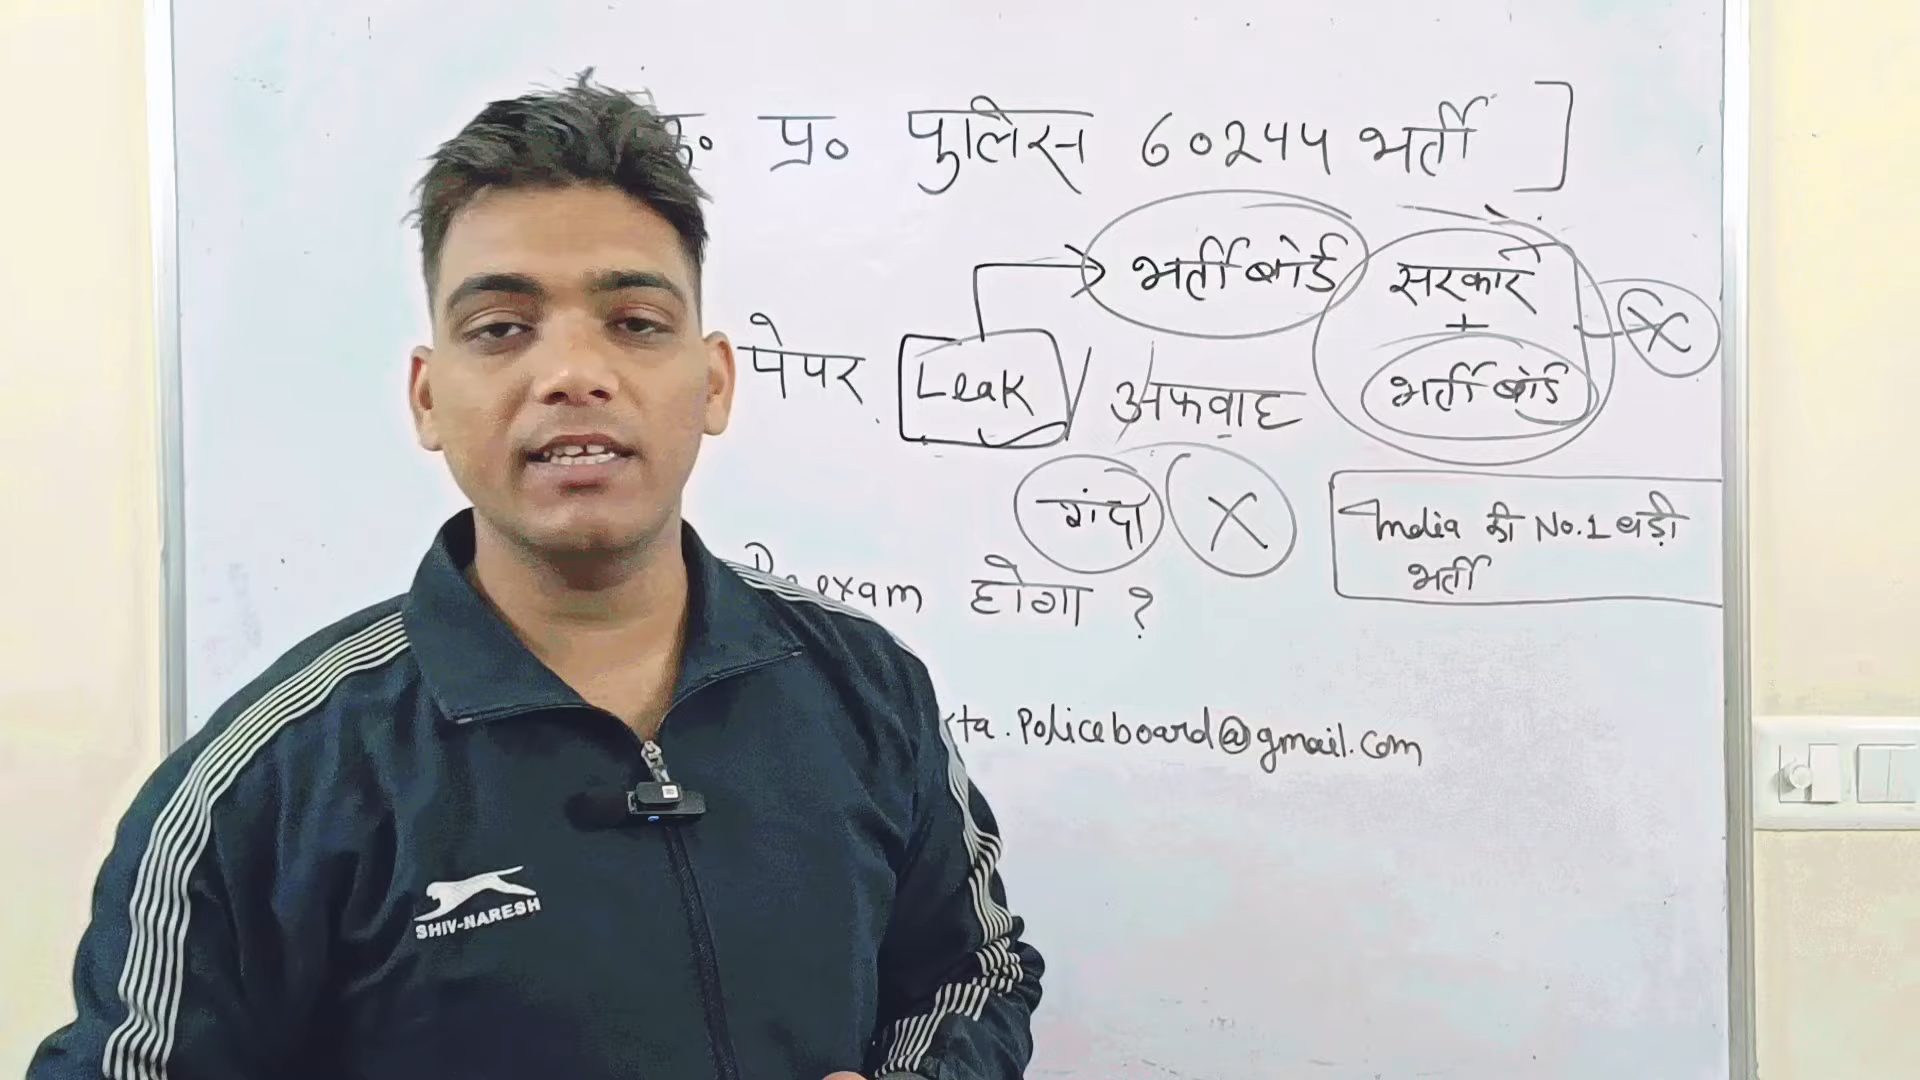 उ० प्र० पुलिस 60244 भर्ती ]
भर्ती बोर्ड
सरकार
+
भर्ती बोर्ड
X
पेपर Leak / अफवाह
गंदा X
India की No.1 बड़ी
भर्ती
Re exam होगा ?
kta.Policeboard@gmail.com
SHIV-NARESH